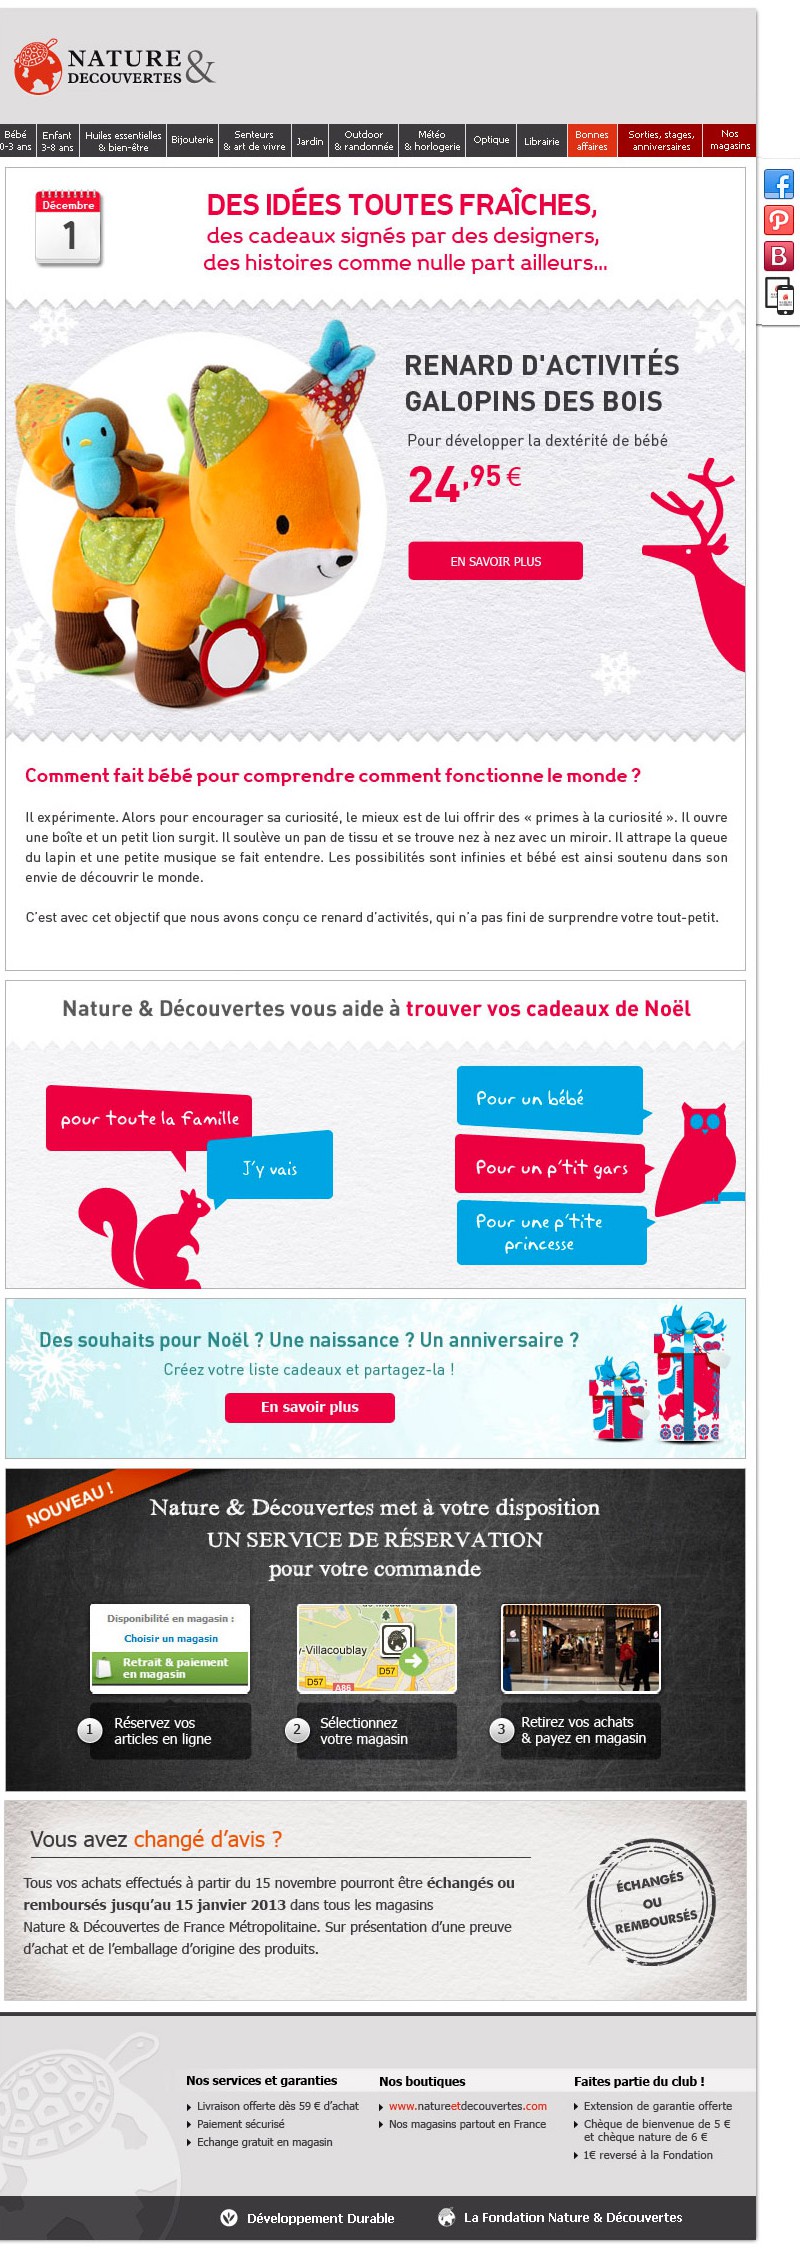 NATURE &
DECOUVERTES
Bébé
0-3 ans
Enfant
3-8 ans
Huiles essentielles
& bien-être
Bijouterie
Senteurs
& art de vivre
Jardin
Outdoor
& randonnée
Météo
& horlogerie
Optique
Librairie
Bonnes
affaires
Sorties, stages,
anniversaires
Nos
magasins
Décembre
1
DES IDÉES TOUTES FRAÎCHES,
des cadeaux signés par des designers,
des histoires comme nulle part ailleurs...
RENARD D'ACTIVITÉS
GALOPINS DES BOIS
Pour développer la dextérité de bébé
24,95 €
EN SAVOIR PLUS
Comment fait bébé pour comprendre comment fonctionne le monde ?
Il expérimente. Alors pour encourager sa curiosité, le mieux est de lui offrir des « primes à la curiosité ». Il ouvre
une boîte et un petit lion surgit. Il soulève un pan de tissu et se trouve nez à nez avec un miroir. Il attrape la queue
du lapin et une petite musique se fait entendre. Les possibilités sont infinies et bébé est ainsi soutenu dans son
envie de découvrir le monde.
C'est avec cet objectif que nous avons conçu ce renard d'activités, qui n'a pas fini de surprendre votre tout-petit.
Nature & Découvertes vous aide à trouver vos cadeaux de Noël
pour toute la famille
J'y vais
Pour un bébé
Pour un p'tit gars
Pour une p'tite
princesse
Des souhaits pour Noël ? Une naissance ? Un anniversaire ?
Créez votre liste cadeaux et partagez-la !
En savoir plus
NOUVEAU !
Nature & Découvertes met à votre disposition
UN SERVICE DE RÉSERVATION
pour votre commande
Disponibilité en magasin :
Choisir un magasin
Retrait & paiement
en magasin
y-Villacoublay
D57
D57
A86
1
Réservez vos
articles en ligne
2
Sélectionnez
votre magasin
3
Retirez vos achats
& payez en magasin
Vous avez changé d'avis ?
Tous vos achats effectués à partir du 15 novembre pourront être échangés ou
remboursés jusqu'au 15 janvier 2013 dans tous les magasins
Nature & Découvertes de France Métropolitaine. Sur présentation d'une preuve
d'achat et de l'emballage d'origine des produits.
ÉCHANGÉS
OU
REMBOURSÉS
Nos services et garanties
Livraison offerte dès 59 € d'achat
Paiement sécurisé
Echange gratuit en magasin
Nos boutiques
www.natureetdecouvertes.com
Nos magasins partout en France
Faites partie du club !
Extension de garantie offerte
Chèque de bienvenue de 5 €
et chèque nature de 6 €
1€ reversé à la Fondation
Développement Durable
La Fondation Nature & Découvertes